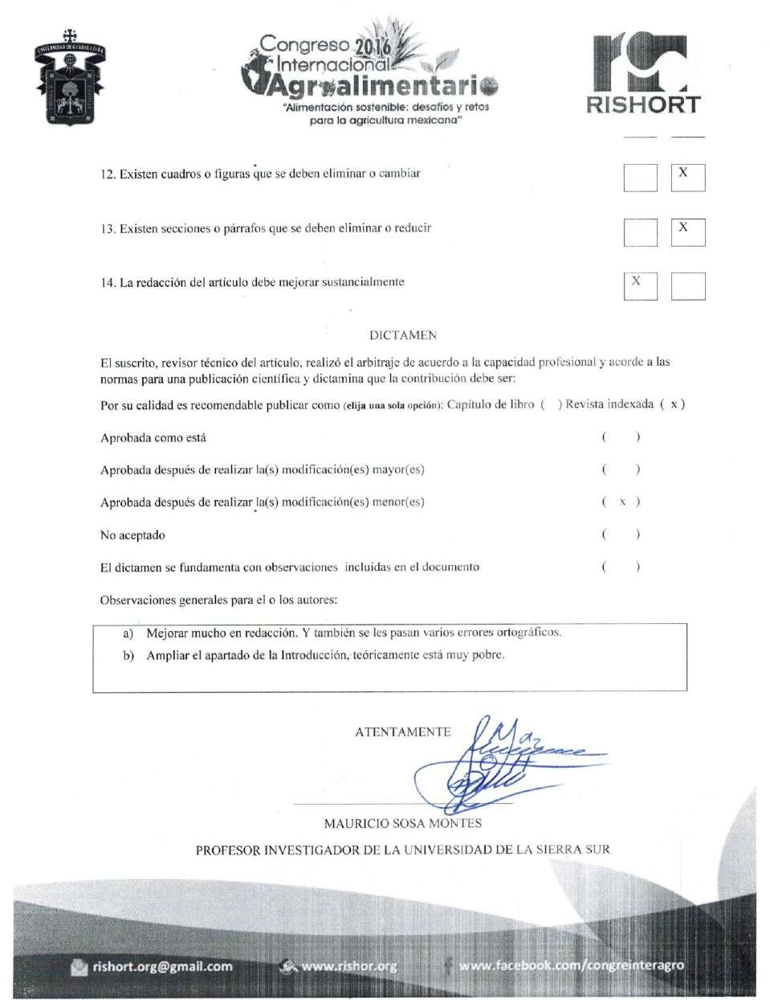 UNIVERSIDAD DE GUADALAJARA
Congreso 2016
Internacional
Agroalimentario
"Alimentación sostenible: desafíos y retos
para la agricultura mexicana"
RISHORT
12. Existen cuadros o figuras que se deben eliminar o cambiar X
13. Existen secciones o párrafos que se deben eliminar o reducir X
14. La redacción del artículo debe mejorar sustancialmente X
DICTAMEN
El suscrito, revisor técnico del artículo, realizó el arbitraje de acuerdo a la capacidad profesional y acorde a las
normas para una publicación científica y dictamina que la contribución debe ser:
Por su calidad es recomendable publicar como (elija una sola opción): Capítulo de libro ( ) Revista indexada ( x )
Aprobada como está ( )
Aprobada después de realizar la(s) modificación(es) mayor(es) ( )
Aprobada después de realizar la(s) modificación(es) menor(es) ( x )
No aceptado ( )
El dictamen se fundamenta con observaciones incluidas en el documento ( )
Observaciones generales para el o los autores:
a) Mejorar mucho en redacción. Y también se les pasan varios errores ortográficos.
b) Ampliar el apartado de la Introducción, teóricamente está muy pobre.
ATENTAMENTE
MAURICIO SOSA MONTES
PROFESOR INVESTIGADOR DE LA UNIVERSIDAD DE LA SIERRA SUR
rishort.org@gmail.com www.rishor.org www.facebook.com/congreinteragro